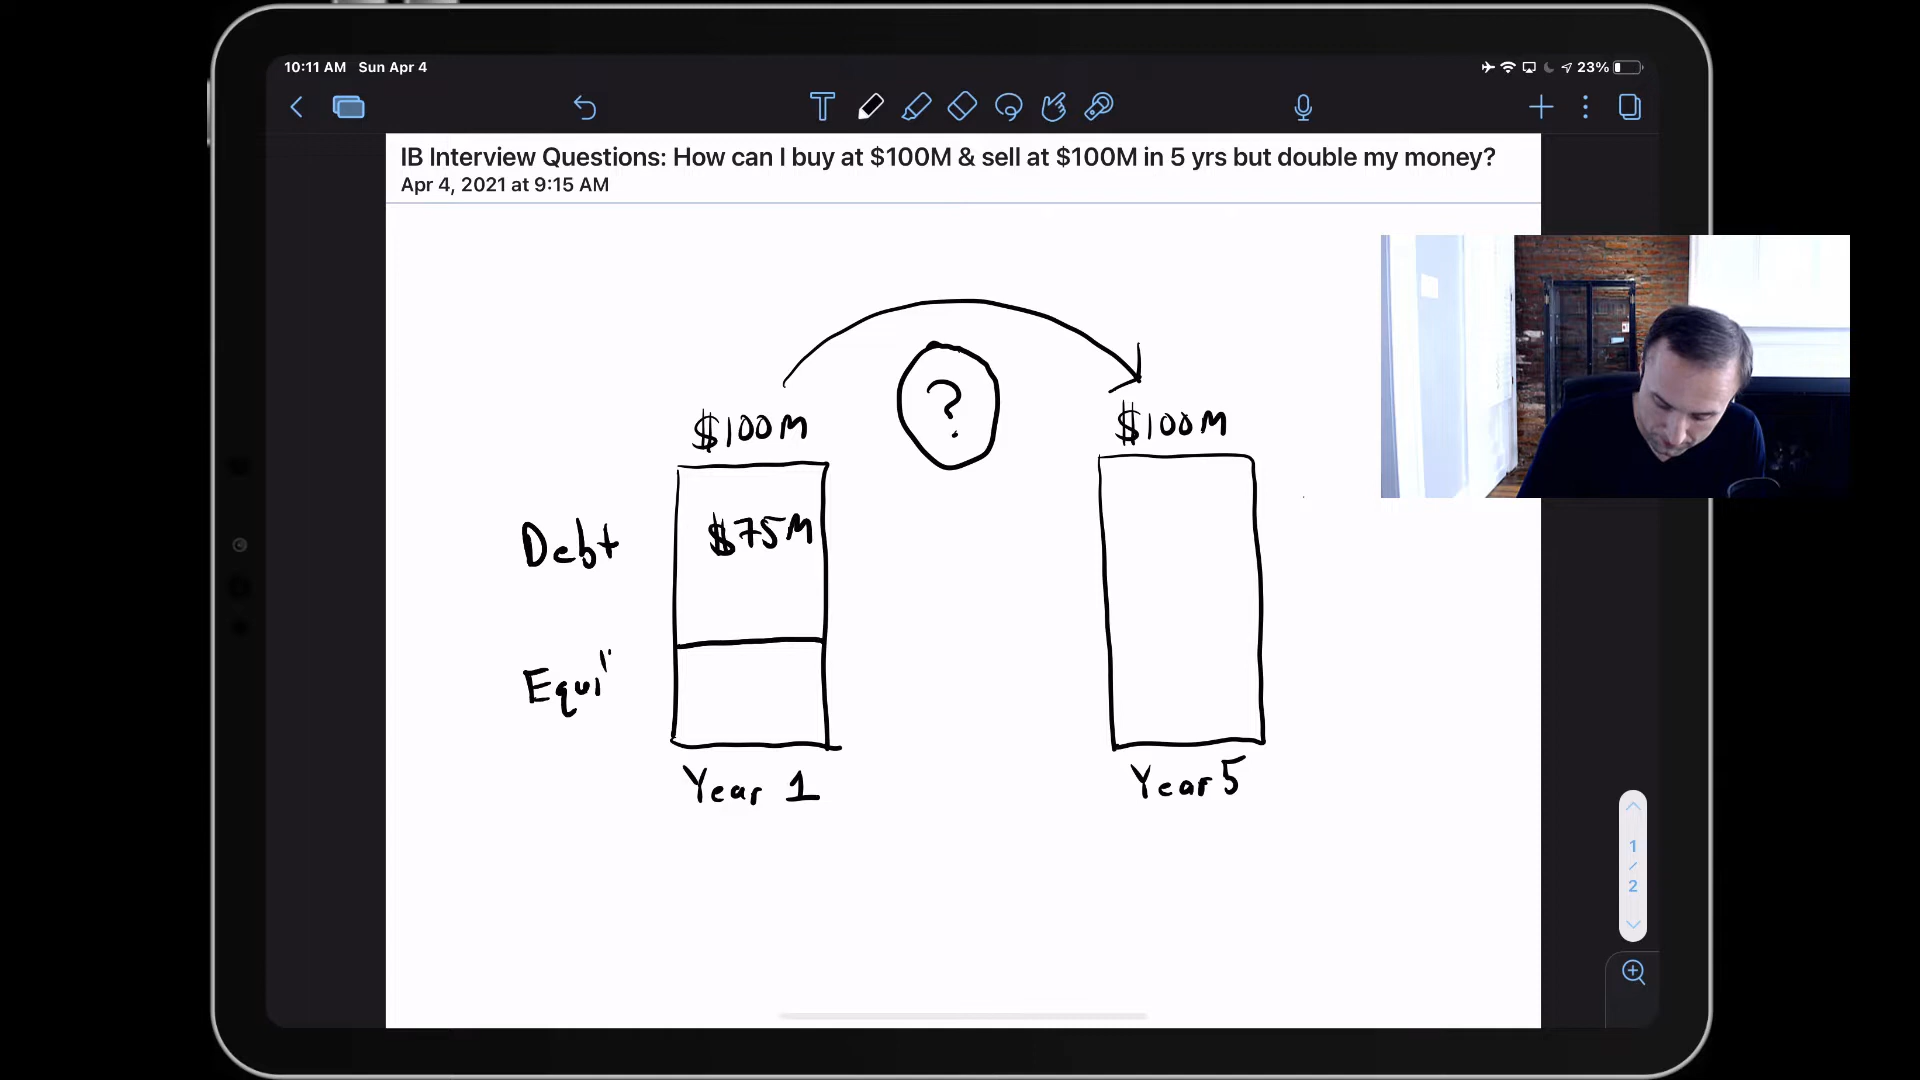 10:11 AM Sun Apr 4
23%
IB Interview Questions: How can I buy at $100M & sell at $100M in 5 yrs but double my money?
Apr 4, 2021 at 9:15 AM
?
$100M
$100M
Debt
$75M
Equi
Year 1
Year 5
1
/
2